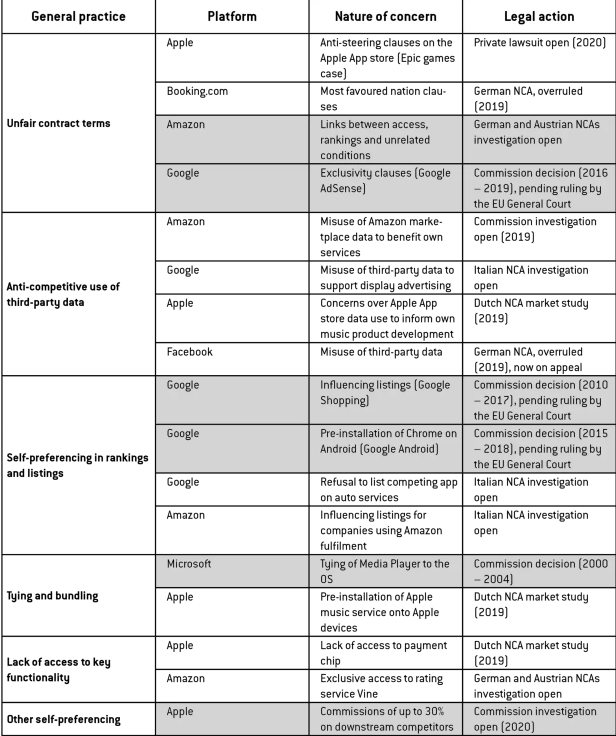 General practice Platform Nature of concern Legal action
Unfair contract terms
Apple
Anti-steering clauses on the
Apple App store (Epic games
case)
Private lawsuit open (2020)
Booking.com
Most favoured nation clau-
ses
German NCA, overruled
(2019)
Amazon
Links between access,
rankings and unrelated
conditions
German and Austrian NCAs
investigation open
Google
Exclusivity clauses (Google
AdSense)
Commission decision (2016
– 2019), pending ruling by
the EU General Court
Anti-competitive use of
third-party data
Amazon
Misuse of Amazon marke-
tplace data to benefit own
services
Commission investigation
open (2019)
Google
Misuse of third-party data to
support display advertising
Italian NCA investigation
open
Apple
Concerns over Apple App
store data use to inform own
music product development
Dutch NCA market study
(2019)
Facebook
Misuse of third-party data
German NCA, overruled
(2019), now on appeal
Self-preferencing in rankings
and listings
Google
Influencing listings (Google
Shopping)
Commission decision (2010
– 2017), pending ruling by
the EU General Court
Google
Pre-installation of Chrome on
Android (Google Android)
Commission decision (2015
– 2018), pending ruling by
the EU General Court
Google
Refusal to list competing app
on auto services
Italian NCA investigation
open
Amazon
Influencing listings for
companies using Amazon
fulfilment
Italian NCA investigation
open
Tying and bundling
Microsoft
Tying of Media Player to the
OS
Commission decision (2000
– 2004)
Apple
Pre-installation of Apple
music service onto Apple
devices
Dutch NCA market study
(2019)
Lack of access to key
functionality
Apple
Lack of access to payment
chip
Dutch NCA market study
(2019)
Amazon
Exclusive access to rating
service Vine
German and Austrian NCAs
investigation open
Other self-preferencing
Apple
Commissions of up to 30%
on downstream competitors
Commission investigation
open (2020)